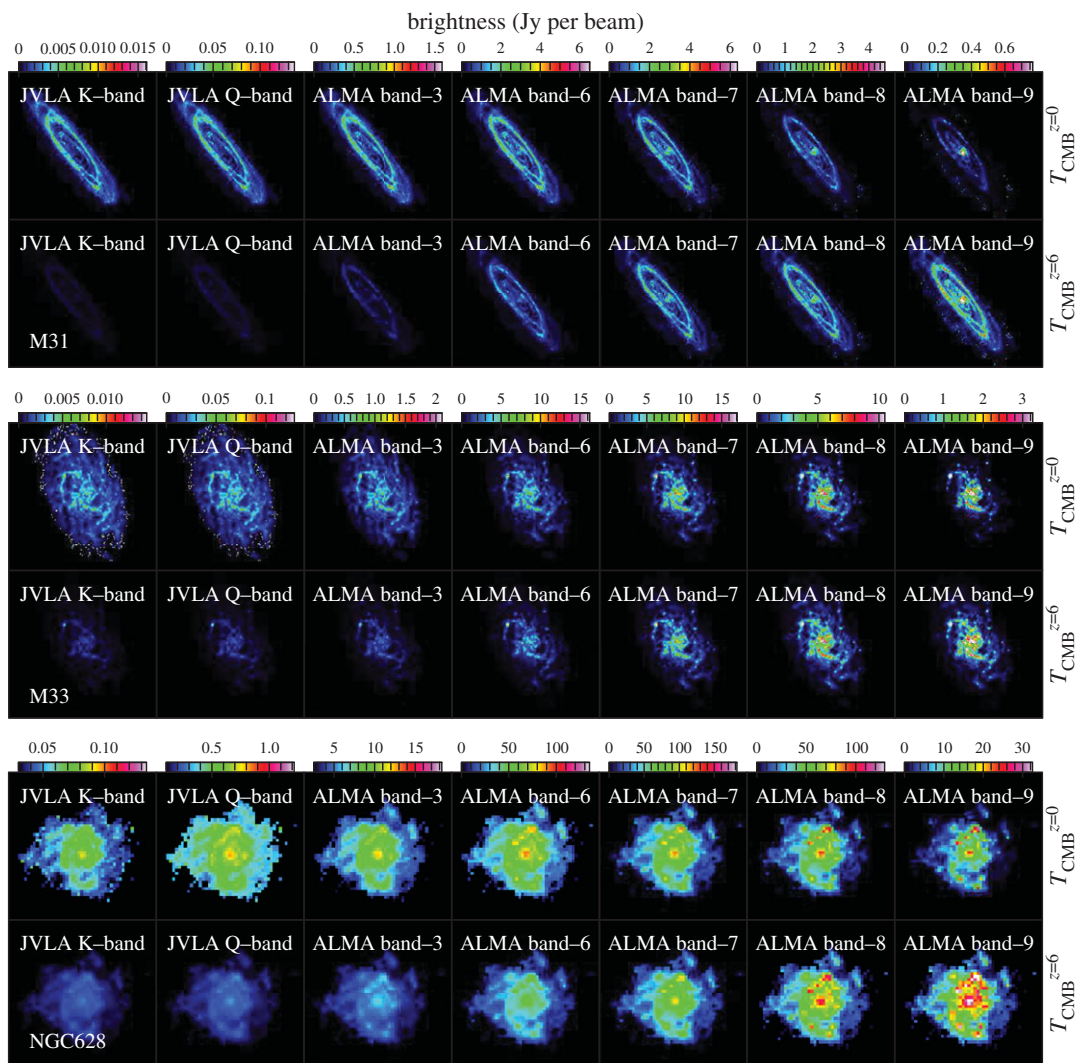 brightness (Jy per beam)
0 0.005 0.010 0.015 0 0.05 0.10 0 0.5 1.0 1.5 0 2 4 6 0 2 4 6 0 1 2 3 4 0 0.2 0.4 0.6
JVLA K–band JVLA Q–band ALMA band–3 ALMA band–6 ALMA band–7 ALMA band–8 ALMA band–9
T_CMB^z=0
JVLA K–band JVLA Q–band ALMA band–3 ALMA band–6 ALMA band–7 ALMA band–8 ALMA band–9
T_CMB^z=6
M31
0 0.005 0.010 0 0.05 0.1 0 0.5 1.0 1.5 2 0 5 10 15 0 5 10 15 0 5 10 0 1 2 3
JVLA K–band JVLA Q–band ALMA band–3 ALMA band–6 ALMA band–7 ALMA band–8 ALMA band–9
T_CMB^z=0
JVLA K–band JVLA Q–band ALMA band–3 ALMA band–6 ALMA band–7 ALMA band–8 ALMA band–9
T_CMB^z=6
M33
0.05 0.10 0.5 1.0 5 10 15 0 50 100 0 50 100 150 0 50 100 0 10 20 30
JVLA K–band JVLA Q–band ALMA band–3 ALMA band–6 ALMA band–7 ALMA band–8 ALMA band–9
T_CMB^z=0
JVLA K–band JVLA Q–band ALMA band–3 ALMA band–6 ALMA band–7 ALMA band–8 ALMA band–9
T_CMB^z=6
NGC628